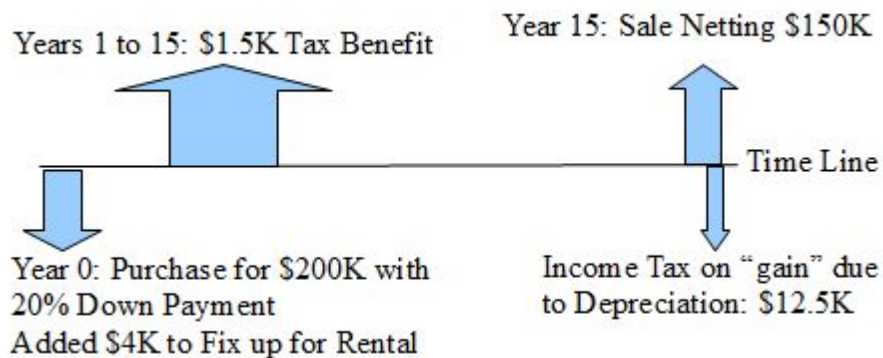 Years 1 to 15: $1.5K Tax Benefit
Year 15: Sale Netting $150K
Time Line
Year 0: Purchase for $200K with
20% Down Payment
Added $4K to Fix up for Rental
Income Tax on “gain” due
to Depreciation: $12.5K